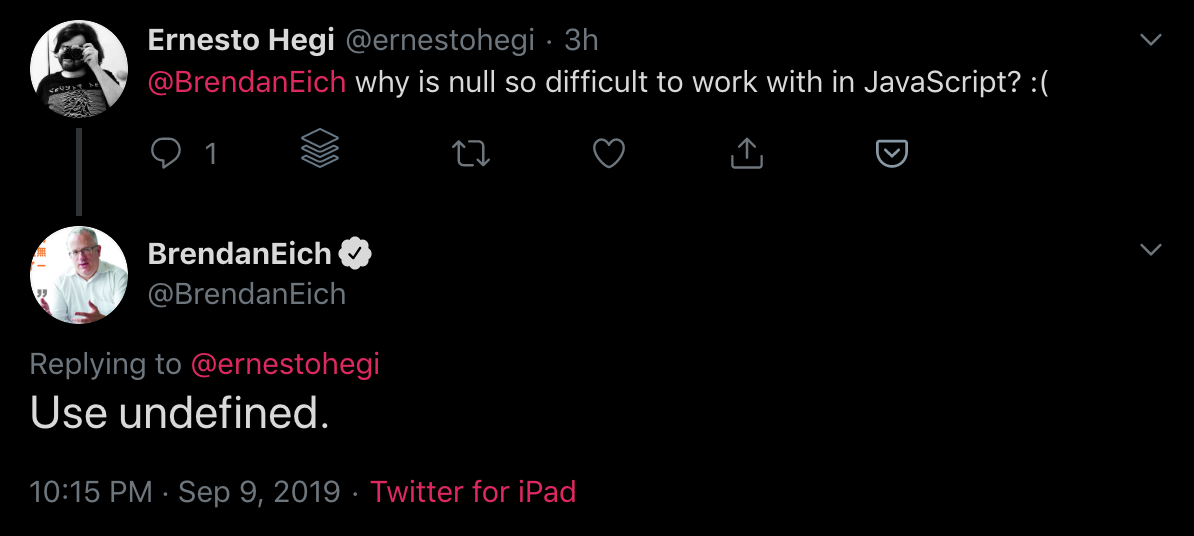 Ernesto Hegi @ernestohegi · 3h
@BrendanEich why is null so difficult to work with in JavaScript? :(
1
BrendanEich
@BrendanEich
Replying to @ernestohegi
Use undefined.
10:15 PM · Sep 9, 2019 · Twitter for iPad